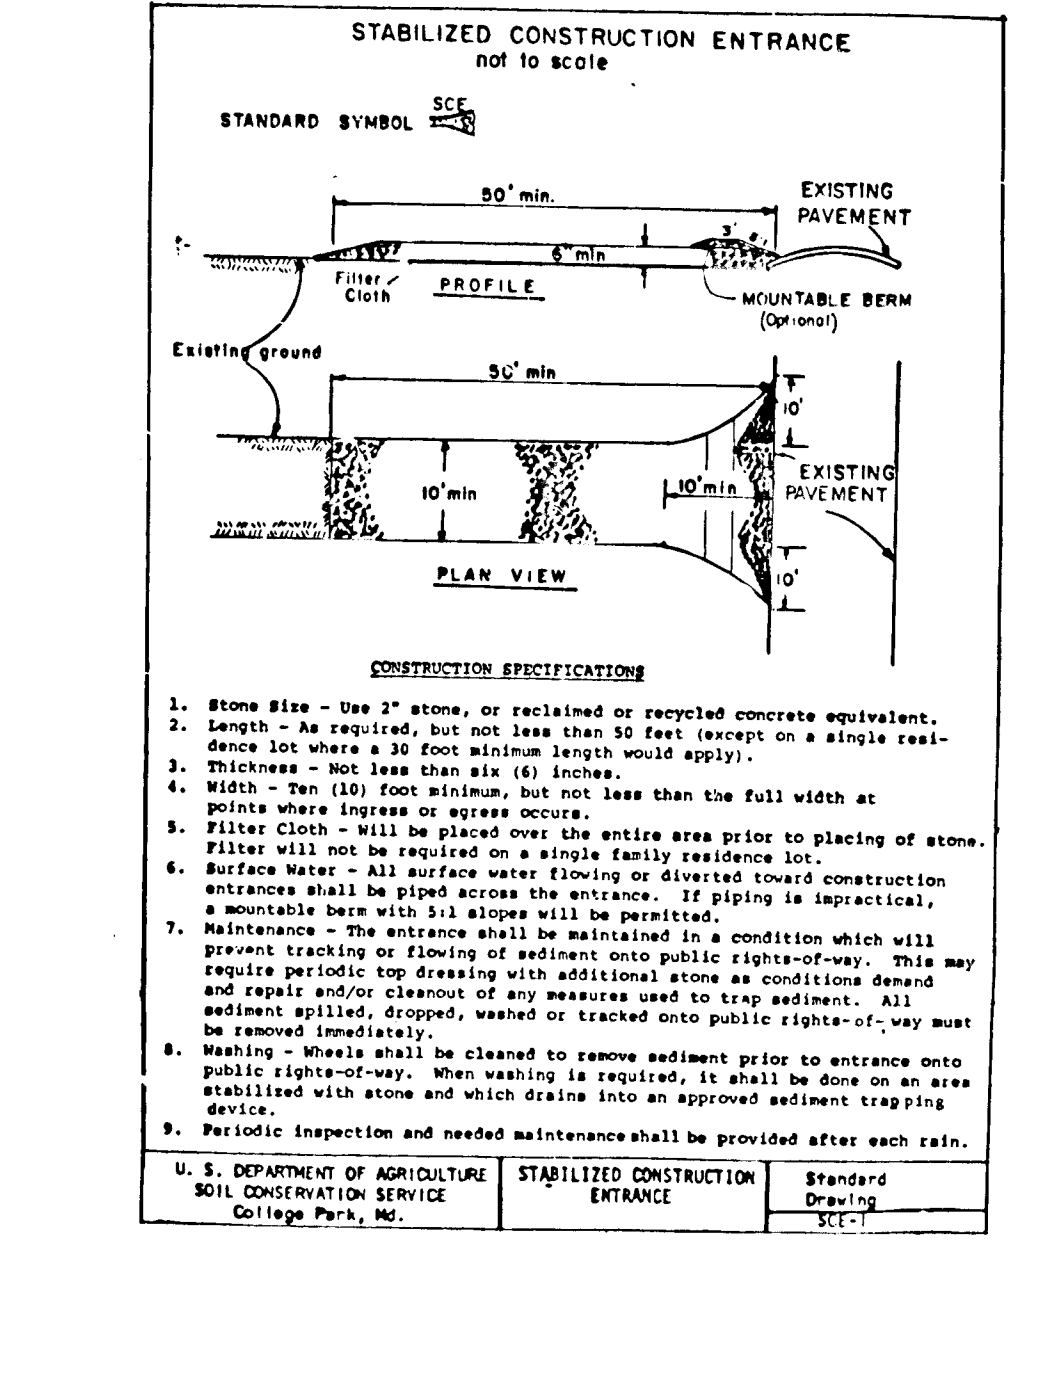 STABILIZED CONSTRUCTION ENTRANCE
not to scale
SCE
STANDARD SYMBOL
50' min.
EXISTING
PAVEMENT
3'
6" min
Filter
Cloth
PROFILE
MOUNTABLE BERM
(Optional)
Existing ground
50' min
10'
10' min
10' min
EXISTING
PAVEMENT
10'
PLAN VIEW
CONSTRUCTION SPECIFICATIONS
1. Stone Size - Use 2" stone, or reclaimed or recycled concrete equivalent.
2. Length - As required, but not less than 50 feet (except on a single resi-
dence lot where a 30 foot minimum length would apply).
3. Thickness - Not less than six (6) inches.
4. Width - Ten (10) foot minimum, but not less than the full width at
points where ingress or egress occurs.
5. Filter Cloth - Will be placed over the entire area prior to placing of stone.
Filter will not be required on a single family residence lot.
6. Surface Water - All surface water flowing or diverted toward construction
entrances shall be piped across the entrance. If piping is impractical,
a mountable berm with 5:1 slopes will be permitted.
7. Maintenance - The entrance shall be maintained in a condition which will
prevent tracking or flowing of sediment onto public rights-of-way. This may
require periodic top dressing with additional stone as conditions demand
and repair and/or cleanout of any measures used to trap sediment. All
sediment spilled, dropped, washed or tracked onto public rights-of-way must
be removed immediately.
8. Washing - Wheels shall be cleaned to remove sediment prior to entrance onto
public rights-of-way. When washing is required, it shall be done on an area
stabilized with stone and which drains into an approved sediment trapping
device.
9. Periodic inspection and needed maintenance shall be provided after each rain.
U. S. DEPARTMENT OF AGRICULTURE
SOIL CONSERVATION SERVICE
College Park, Md.
STABILIZED CONSTRUCTION
ENTRANCE
Standard
Drawing
SCE-1